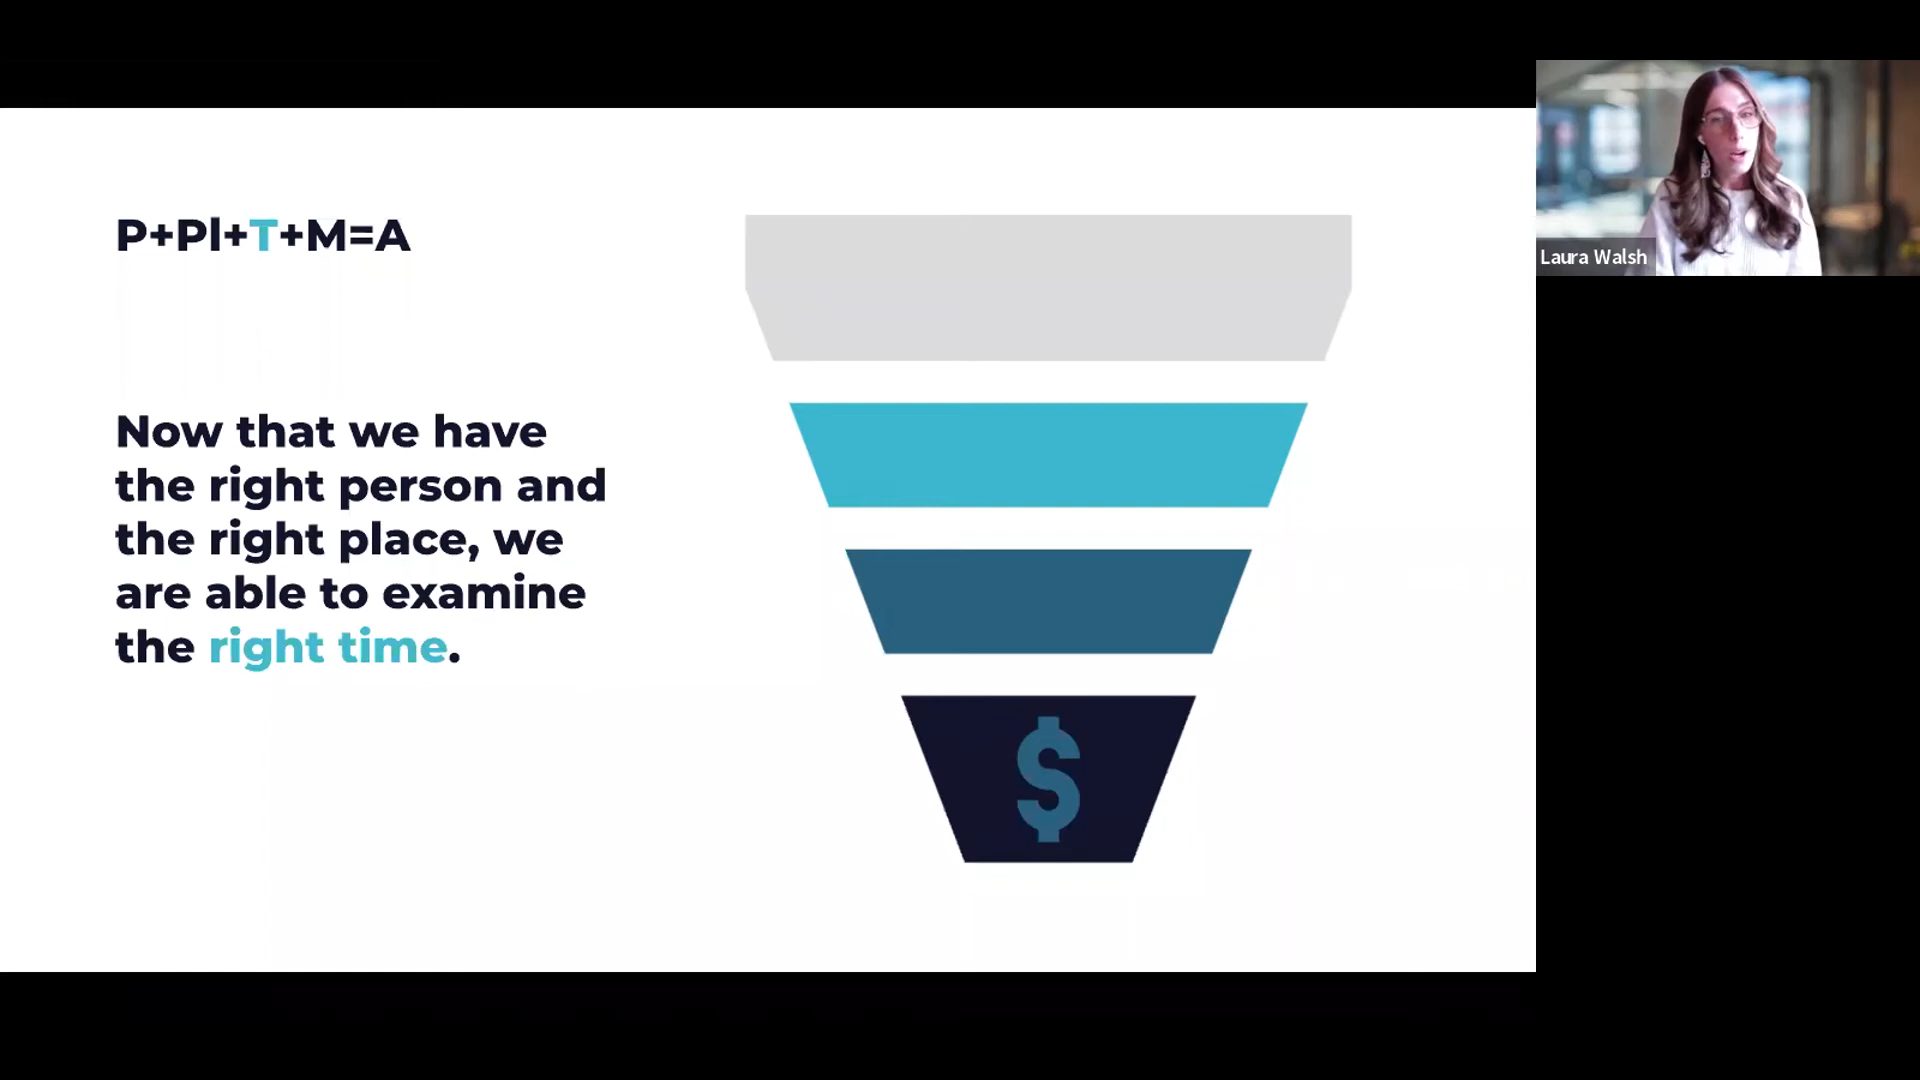 P+Pl+T+M=A
Now that we have
the right person and
the right place, we
are able to examine
the right time.
$
Laura Walsh